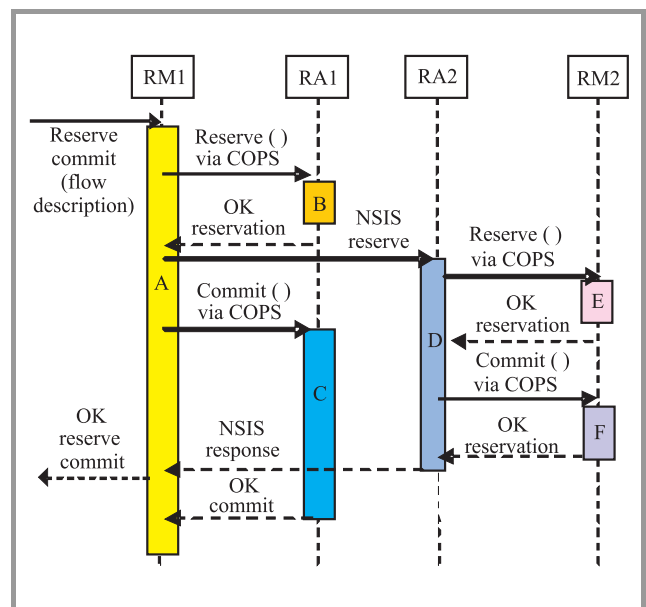 RM1
RA1
RA2
RM2
Reserve
commit
(flow
description)
Reserve ( )
via COPS
B
OK
reservation
NSIS
reserve
Reserve ( )
via COPS
A
E
Commit ( )
via COPS
OK
reservation
D
Commit ( )
via COPS
C
OK
reserve
commit
NSIS
response
OK
reservation
F
OK
commit